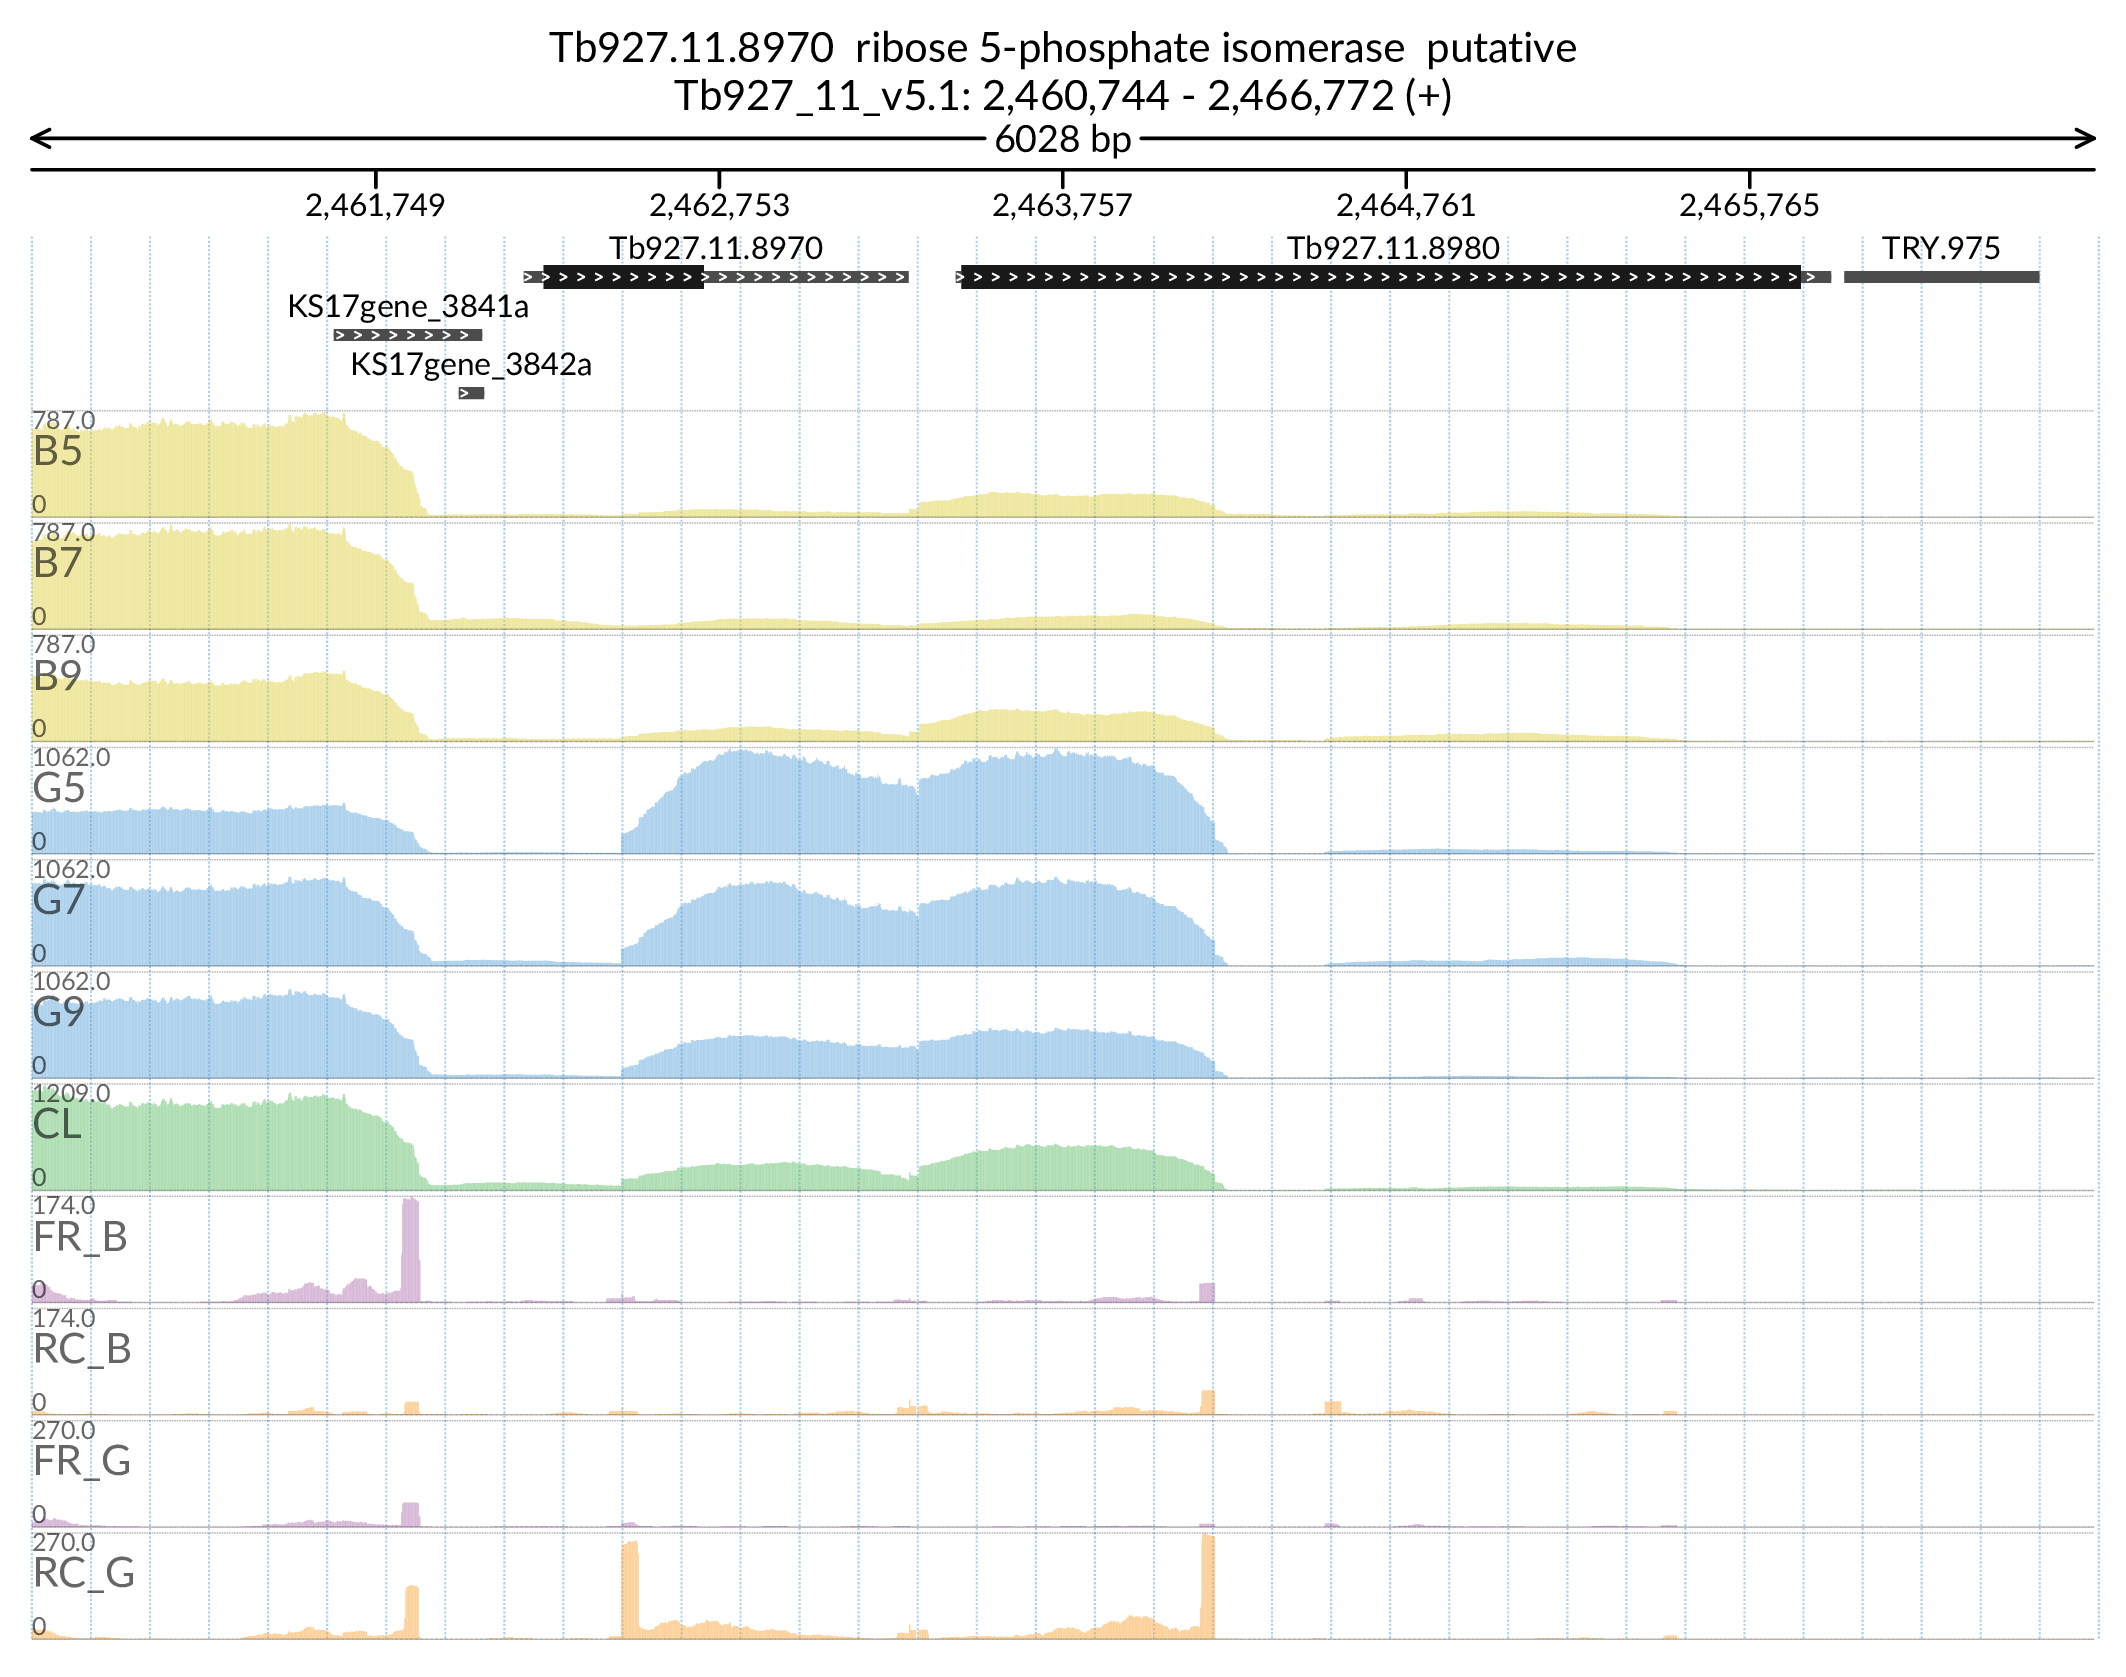 Tb927.11.8970  ribose 5-phosphate isomerase  putative
Tb927_11_v5.1: 2,460,744 - 2,466,772 (+)
6028 bp
2,461,749 2,462,753 2,463,757 2,464,761 2,465,765
Tb927.11.8970 Tb927.11.8980 TRY.975
KS17gene_3841a
KS17gene_3842a
787.0
B5
0
787.0
B7
0
787.0
B9
0
1062.0
G5
0
1062.0
G7
0
1062.0
G9
0
1209.0
CL
0
174.0
FR_B
0
174.0
RC_B
0
270.0
FR_G
0
270.0
RC_G
0